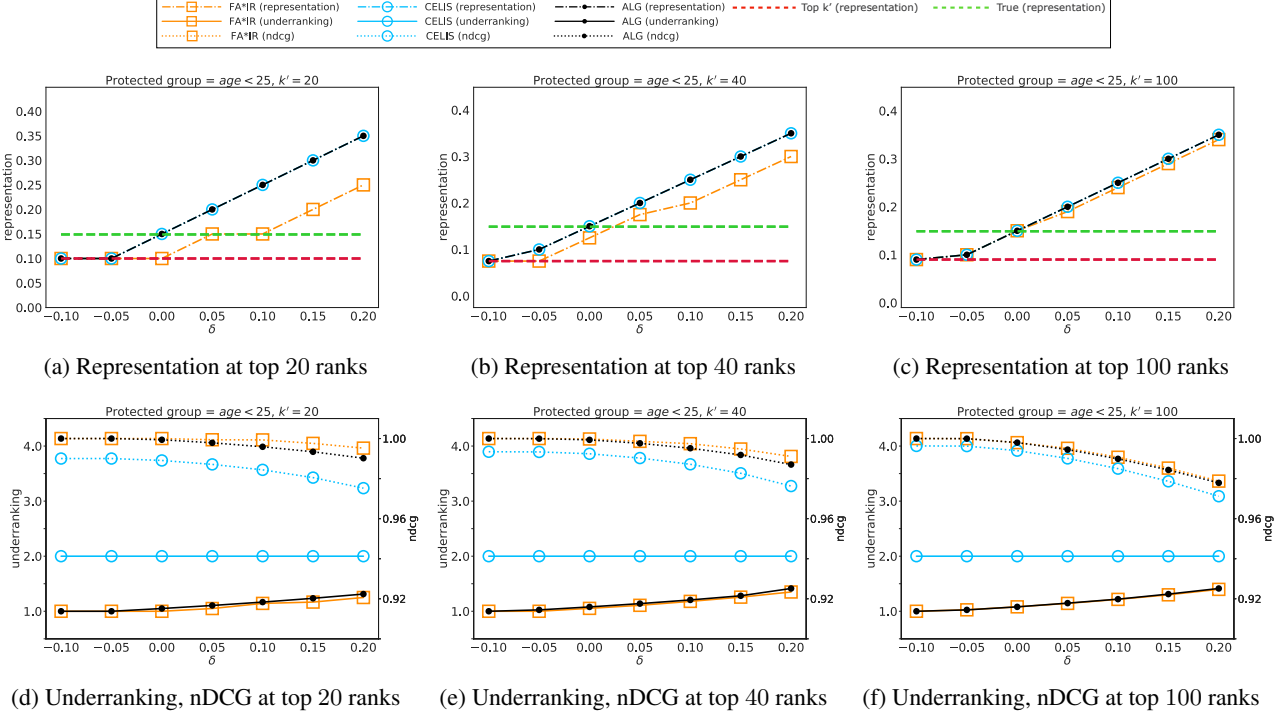 FA*IR (representation) CELIS (representation) ALG (representation) Top k' (representation) True (representation)
FA*IR (underranking) CELIS (underranking) ALG (underranking)
FA*IR (ndcg) CELIS (ndcg) ALG (ndcg)
Protected group = age < 25, k′ = 20
0.40
0.35
0.30
0.25
0.20
0.15
0.10
0.05
0.00
representation
−0.10 −0.05 0.00 0.05 0.10 0.15 0.20
δ
(a) Representation at top 20 ranks
Protected group = age < 25, k′ = 40
0.4
0.3
0.2
0.1
0.0
representation
−0.10 −0.05 0.00 0.05 0.10 0.15 0.20
δ
(b) Representation at top 40 ranks
Protected group = age < 25, k′ = 100
0.4
0.3
0.2
0.1
0.0
representation
−0.10 −0.05 0.00 0.05 0.10 0.15 0.20
δ
(c) Representation at top 100 ranks
Protected group = age < 25, k′ = 20
4.0
3.0
2.0
1.0
underranking
1.00
0.96
0.92
ndcg
−0.10 −0.05 0.00 0.05 0.10 0.15 0.20
δ
(d) Underranking, nDCG at top 20 ranks
Protected group = age < 25, k′ = 40
4.0
3.0
2.0
1.0
underranking
1.00
0.96
0.92
ndcg
−0.10 −0.05 0.00 0.05 0.10 0.15 0.20
δ
(e) Underranking, nDCG at top 40 ranks
Protected group = age < 25, k′ = 100
4.0
3.0
2.0
1.0
underranking
1.00
0.96
0.92
ndcg
−0.10 −0.05 0.00 0.05 0.10 0.15 0.20
δ
(f) Underranking, nDCG at top 100 ranks